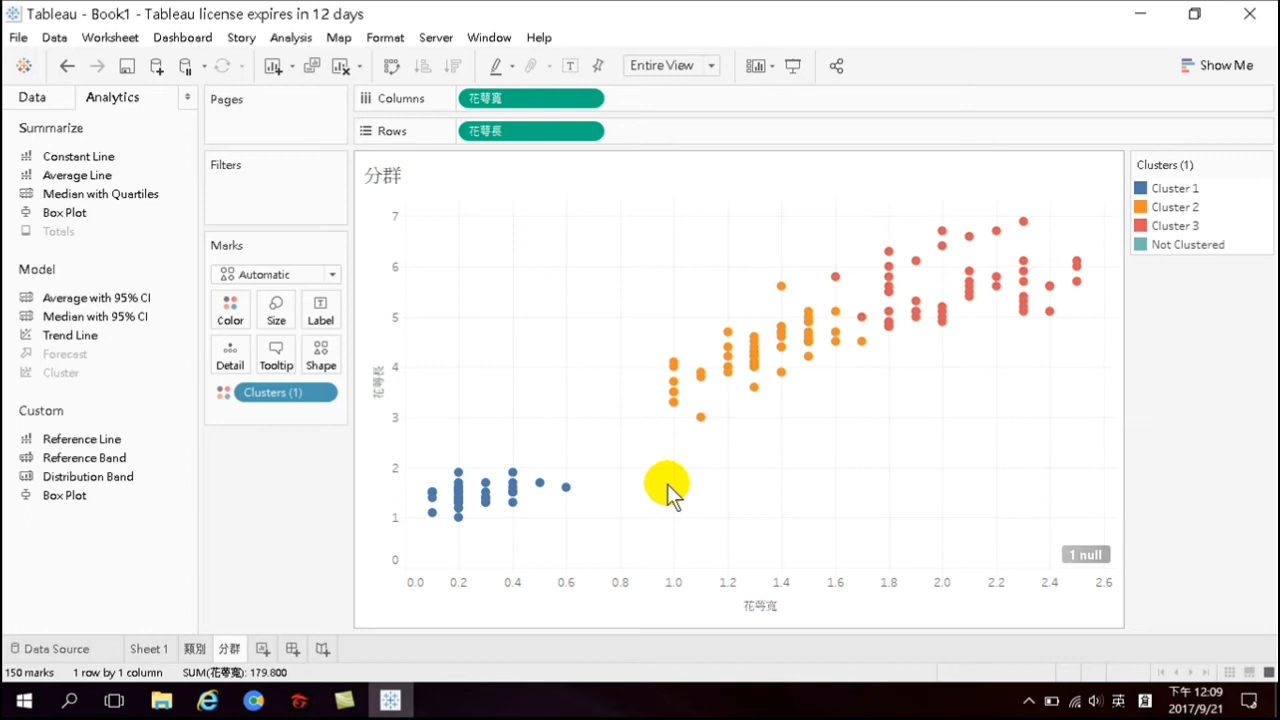 Tableau - Book1 - Tableau license expires in 12 days
File Data Worksheet Dashboard Story Analysis Map Format Server Window Help
Entire View
Show Me
Data Analytics
Summarize
Constant Line
Average Line
Median with Quartiles
Box Plot
Totals
Model
Average with 95% CI
Median with 95% CI
Trend Line
Forecast
Cluster
Custom
Reference Line
Reference Band
Distribution Band
Box Plot
Pages
Filters
Marks
Automatic
Color Size Label
Detail Tooltip Shape
Clusters (1)
Columns 花萼寬
Rows 花萼長
分群
7
6
5
4
3
2
1
0
花萼長
0.0 0.2 0.4 0.6 0.8 1.0 1.2 1.4 1.6 1.8 2.0 2.2 2.4 2.6
花萼寬
1 null
Clusters (1)
Cluster 1
Cluster 2
Cluster 3
Not Clustered
Data Source Sheet 1 類別 分群
150 marks 1 row by 1 column SUM(花萼寬): 179.800
英
下午 12:09
2017/9/21